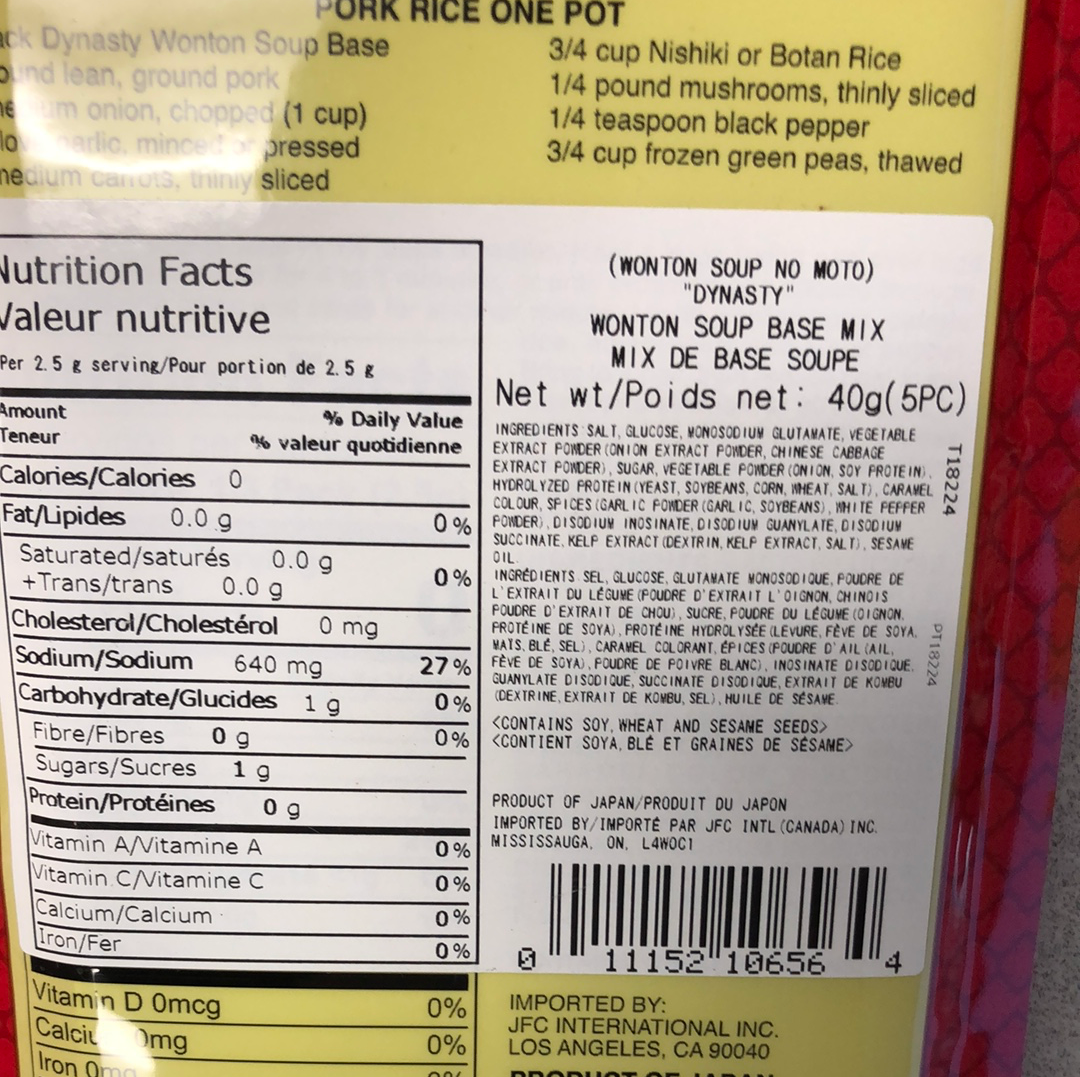 PORK RICE ONE POT
Dynasty Wonton Soup Base
lean, ground pork
onion, chopped (1 cup)
garlic, minced or pressed
medium carrots, thinly sliced
3/4 cup Nishiki or Botan Rice
1/4 pound mushrooms, thinly sliced
1/4 teaspoon black pepper
3/4 cup frozen green peas, thawed
Nutrition Facts
Valeur nutritive
Per 2.5 g serving/Pour portion de 2.5 g
Amount % Daily Value
Teneur % valeur quotidienne
Calories/Calories 0
Fat/Lipides 0.0 g 0 %
Saturated/saturés 0.0 g
+Trans/trans 0.0 g 0 %
Cholesterol/Cholestérol 0 mg
Sodium/Sodium 640 mg 27 %
Carbohydrate/Glucides 1 g 0 %
Fibre/Fibres 0 g 0 %
Sugars/Sucres 1 g
Protein/Protéines 0 g
Vitamin A/Vitamine A 0 %
Vitamin C/Vitamine C 0 %
Calcium/Calcium 0 %
Iron/Fer 0 %
(WONTON SOUP NO MOTO)
"DYNASTY"
WONTON SOUP BASE MIX
MIX DE BASE SOUPE
Net wt/Poids net: 40g(5PC)
INGREDIENTS SALT, GLUCOSE, MONOSODIUM GLUTAMATE, VEGETABLE
EXTRACT POWDER (ONION EXTRACT POWDER, CHINESE CABBAGE
EXTRACT POWDER), SUGAR, VEGETABLE POWDER (ONION, SOY PROTEIN),
HYDROLYZED PROTEIN (YEAST, SOYBEANS, CORN, WHEAT, SALT), CARAMEL
COLOUR, SPICES (GARLIC POWDER (GARLIC, SOYBEANS), WHITE PEPPER
POWDER), DISODIUM INOSINATE, DISODIUM GUANYLATE, DISODIUM
SUCCINATE, KELP EXTRACT (DEXTRIN, KELP EXTRACT, SALT), SESAME
OIL
INGRÉDIENTS SEL, GLUCOSE, GLUTAMATE MONOSODIQUE, POUDRE DE
L'EXTRAIT DU LÉGUME (POUDRE D'EXTRAIT L'OIGNON, CHINOIS
POUDRE D'EXTRAIT DE CHOU), SUCRE, POUDRE DU LÉGUME (OIGNON,
PROTÉINE DE SOYA), PROTÉINE HYDROLYSÉE (LEVURE, FÈVE DE SOYA,
MAIS, BLÉ, SEL), CARAMEL COLORANT, ÉPICES (POUDRE D'AIL (AIL,
FÈVE DE SOYA), POUDRE DE POIVRE BLANC), INOSINATE DISODIQUE,
GUANYLATE DISODIQUE, SUCCINATE DISODIQUE, EXTRAIT DE KOMBU
(DEXTRINE, EXTRAIT DE KOMBU, SEL), HUILE DE SÉSAME.
<CONTAINS SOY, WHEAT AND SESAME SEEDS>
<CONTIENT SOYA, BLÉ ET GRAINES DE SÉSAME>
T18224
PT18224
PRODUCT OF JAPAN/PRODUIT DU JAPON
IMPORTED BY/IMPORTÉ PAR JFC INTL (CANADA) INC.
MISSISSAUGA, ON, L4W0C1
0 11152 10656 4
Vitamin D 0mcg 0%
0mg 0%
Iron 0mg
IMPORTED BY:
JFC INTERNATIONAL INC.
LOS ANGELES, CA 90040